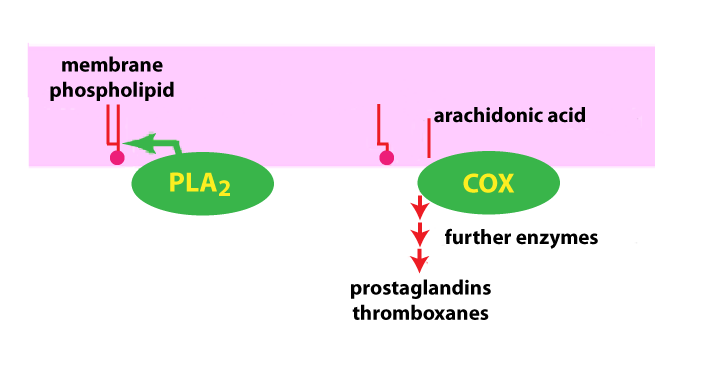 membrane
phospholipid
arachidonic acid
PLA2
COX
further enzymes
prostaglandins
thromboxanes